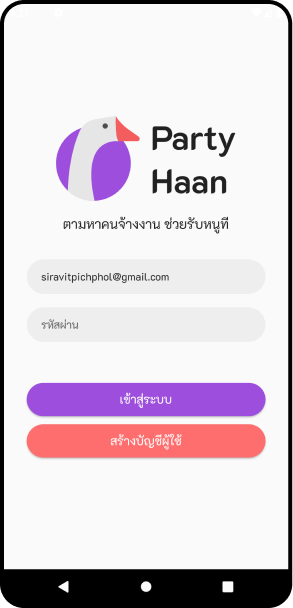 Party
Haan
ตามหาคนจ้างงาน ช่วยรับหนูที
siravitpichphol@gmail.com
รหัสผ่าน
เข้าสู่ระบบ
สร้างบัญชีผู้ใช้